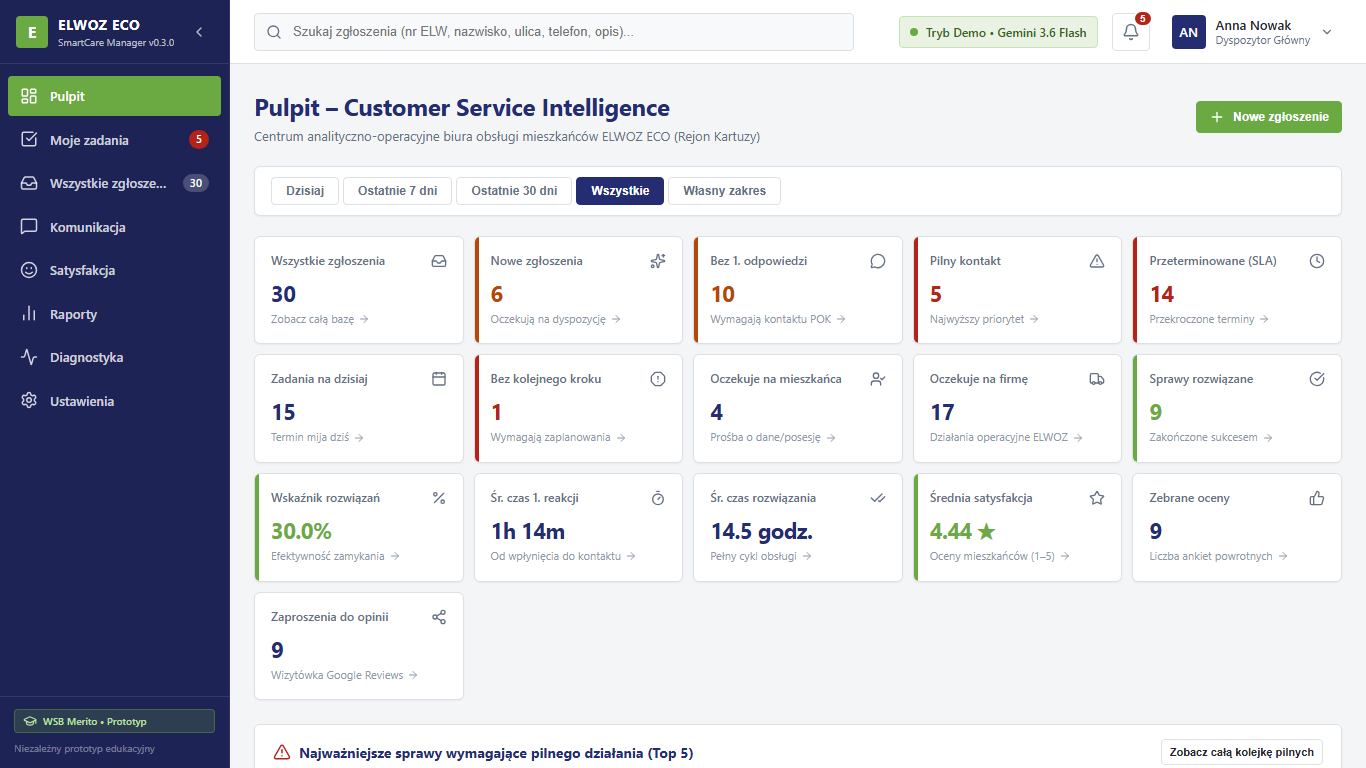 E
ELWOZ ECO
SmartCare Manager v0.3.0
Szukaj zgłoszenia (nr ELW, nazwisko, ulica, telefon, opis)...
Tryb Demo • Gemini 3.6 Flash
5
AN
Anna Nowak
Dyspozytor Główny
Pulpit
Moje zadania
5
Wszystkie zgłosze...
30
Komunikacja
Satysfakcja
Raporty
Diagnostyka
Ustawienia
WSB Merito • Prototyp
Niezależny prototyp edukacyjny
Pulpit – Customer Service Intelligence
Centrum analityczno-operacyjne biura obsługi mieszkańców ELWOZ ECO (Rejon Kartuzy)
+ Nowe zgłoszenie
Dzisiaj
Ostatnie 7 dni
Ostatnie 30 dni
Wszystkie
Własny zakres
Wszystkie zgłoszenia
30
Zobacz całą bazę →
Nowe zgłoszenia
6
Oczekują na dyspozycję →
Bez 1. odpowiedzi
10
Wymagają kontaktu POK →
Pilny kontakt
5
Najwyższy priorytet →
Przeterminowane (SLA)
14
Przekroczone terminy →
Zadania na dzisiaj
15
Termin mija dziś →
Bez kolejnego kroku
1
Wymagają zaplanowania →
Oczekuje na mieszkańca
4
Prośba o dane/posesję →
Oczekuje na firmę
17
Działania operacyjne ELWOZ →
Sprawy rozwiązane
9
Zakończone sukcesem →
Wskaźnik rozwiązań
30.0%
Efektywność zamykania →
Śr. czas 1. reakcji
1h 14m
Od wpłynięcia do kontaktu →
Śr. czas rozwiązania
14.5 godz.
Pełny cykl obsługi →
Średnia satysfakcja
4.44 ★
Oceny mieszkańców (1–5) →
Zebrane oceny
9
Liczba ankiet powrotnych →
Zaproszenia do opinii
9
Wizytówka Google Reviews →
Najważniejsze sprawy wymagające pilnego działania (Top 5)
Zobacz całą kolejkę pilnych